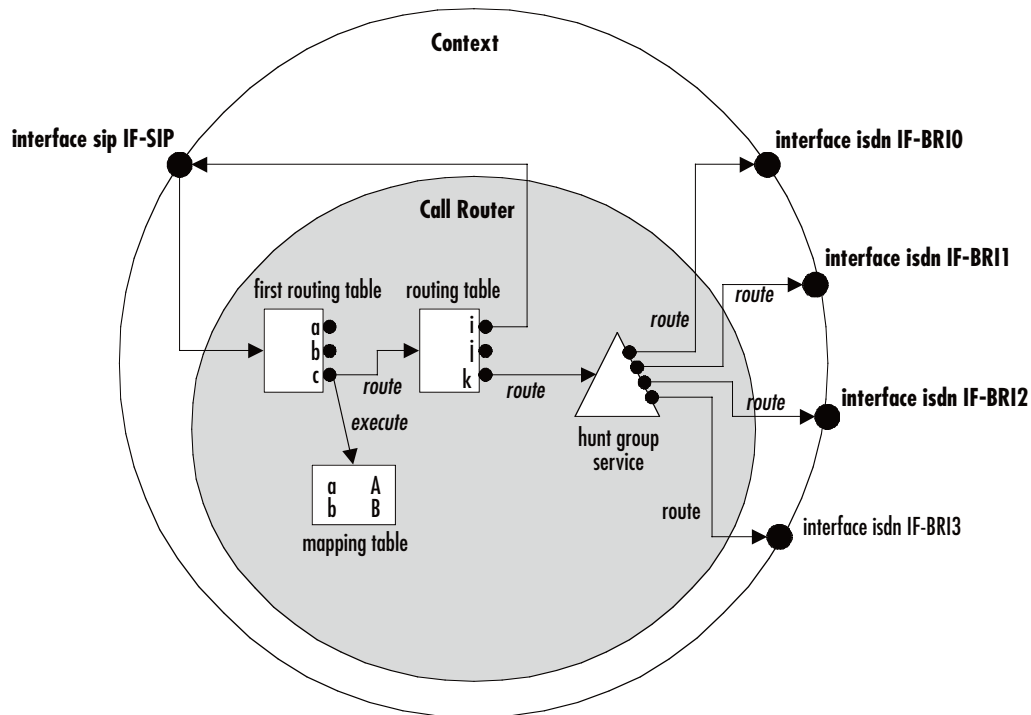 Context
interface sip IF-SIP
interface isdn IF-BRI0
Call Router
interface isdn IF-BRI1
first routing table
routing table
route
route
a
b
c
i
j
k
route
route
interface isdn IF-BRI2
route
execute
hunt group
service
a A
b B
mapping table
route
interface isdn IF-BRI3